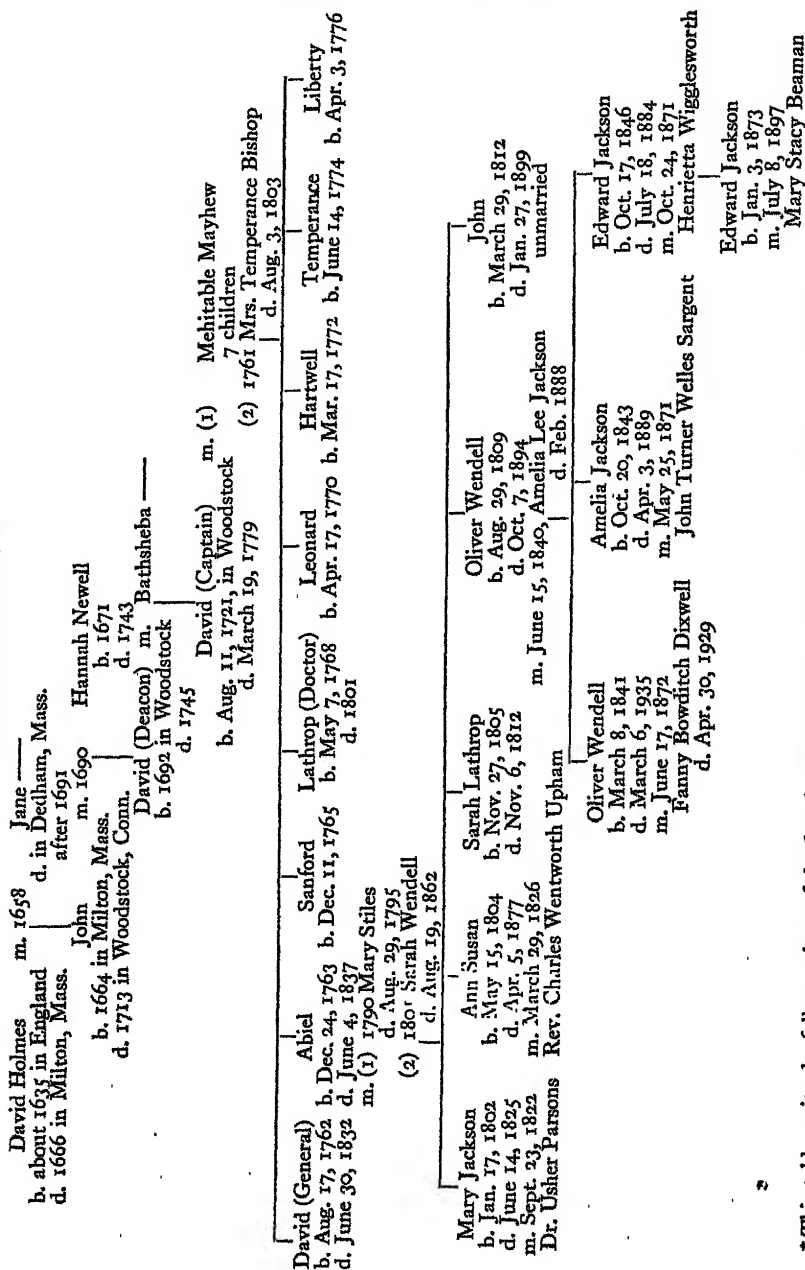 David Holmes m. 1658 Jane ——
b. about 1635 in England d. in Dedham, Mass.
d. 1666 in Milton, Mass. after 1691
John m. 1690 Hannah Newell
b. 1664 in Milton, Mass. b. 1671
d. 1713 in Woodstock, Conn. d. 1743
David (Deacon) m. Bathsheba ——
b. 1692 in Woodstock
d. 1745
David (Captain) m. (1) Mehitable Mayhew
b. Aug. 11, 1721, in Woodstock 7 children
d. March 19, 1779 (2) 1761 Mrs. Temperance Bishop
d. Aug. 3, 1803
David (General)
b. Aug. 17, 1762
d. June 30, 1832
Abiel
b. Dec. 24, 1763
d. June 4, 1837
m. (1) 1790 Mary Stiles
d. Aug. 29, 1795
(2) 1801 Sarah Wendell
d. Aug. 19, 1862
Sanford
b. Dec. 11, 1765
Lathrop (Doctor)
b. May 7, 1768
d. 1801
Leonard
b. Apr. 17, 1770
Hartwell
b. Mar. 17, 1772
Temperance
b. June 14, 1774
Liberty
b. Apr. 3, 1776
Mary Jackson
b. Jan. 17, 1802
d. June 14, 1825
m. Sept. 23, 1822
Dr. Usher Parsons
Ann Susan
b. May 15, 1804
d. Apr. 5, 1877
m. March 29, 1826
Rev. Charles Wentworth Upham
Sarah Lathrop
b. Nov. 27, 1805
d. Nov. 6, 1812
Oliver Wendell
b. Aug. 29, 1809
d. Oct. 7, 1894
m. June 15, 1840, Amelia Lee Jackson
d. Feb. 1888
John
b. March 29, 1812
d. Jan. 27, 1899
unmarried
Oliver Wendell
b. March 8, 1841
d. March 6, 1935
m. June 17, 1872
Fanny Bowditch Dixwell
d. Apr. 30, 1929
Amelia Jackson
b. Oct. 20, 1843
d. Apr. 3, 1889
m. May 25, 1871
John Turner Welles Sargent
Edward Jackson
b. Oct. 17, 1846
d. July 18, 1884
m. Oct. 24, 1871
Henrietta Wigglesworth
Edward Jackson
b. Jan. 3, 1873
m. July 8, 1897
Mary Stacy Beaman